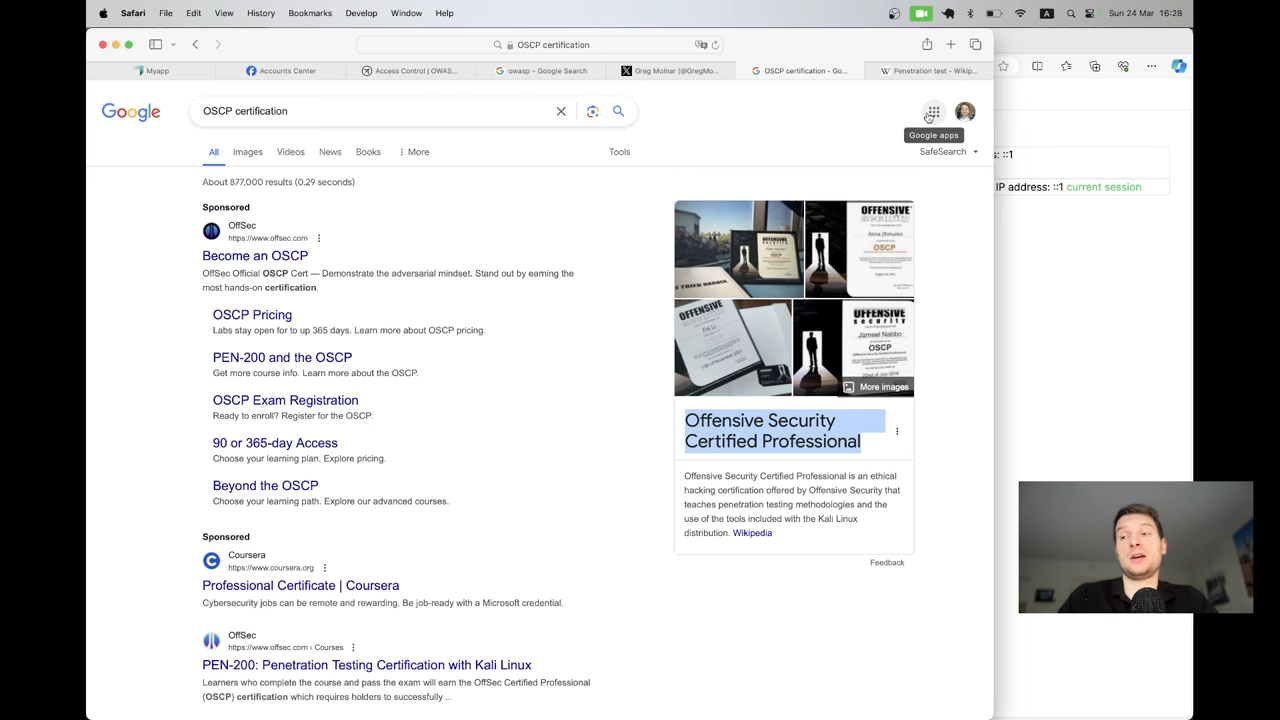 Safari File Edit View History Bookmarks Develop Window Help
A Sun 24 Mar 16:28
OSCP certification
Myapp
Accounts Center
Access Control | OWAS...
owasp - Google Search
Greg Molnar (@GregMo...
OSCP certification - Go...
Penetration test - Wikip...
Google
OSCP certification
Google apps
All Images Videos News Books More Tools
SafeSearch
s: ::1
IP address: ::1 current session
About 877,000 results (0.29 seconds)
Sponsored
OffSec
https://www.offsec.com
Become an OSCP
OffSec Official OSCP Cert — Demonstrate the adversarial mindset. Stand out by earning the
most hands-on certification.
OSCP Pricing
Labs stay open for to up 365 days. Learn more about OSCP pricing.
PEN-200 and the OSCP
Get more course info. Learn more about the OSCP.
OSCP Exam Registration
Ready to enroll? Register for the OSCP.
90 or 365-day Access
Choose your learning plan. Explore pricing.
Beyond the OSCP
Choose your learning path. Explore our advanced courses.
Sponsored
Coursera
https://www.coursera.org
Professional Certificate | Coursera
Cybersecurity jobs can be remote and rewarding. Be job-ready with a Microsoft credential.
OffSec
https://www.offsec.com › Courses
PEN-200: Penetration Testing Certification with Kali Linux
Learners who complete the course and pass the exam will earn the OffSec Certified Professional
(OSCP) certification which requires holders to successfully ...
OFFENSIVE
security
Anna Zhmurko
OSCP
OFFENSIVE
OFFENSIVE
security
Jameel Nabbo
OSCP
More images
Offensive Security
Certified Professional
Offensive Security Certified Professional is an ethical
hacking certification offered by Offensive Security that
teaches penetration testing methodologies and the
use of the tools included with the Kali Linux
distribution. Wikipedia
Feedback